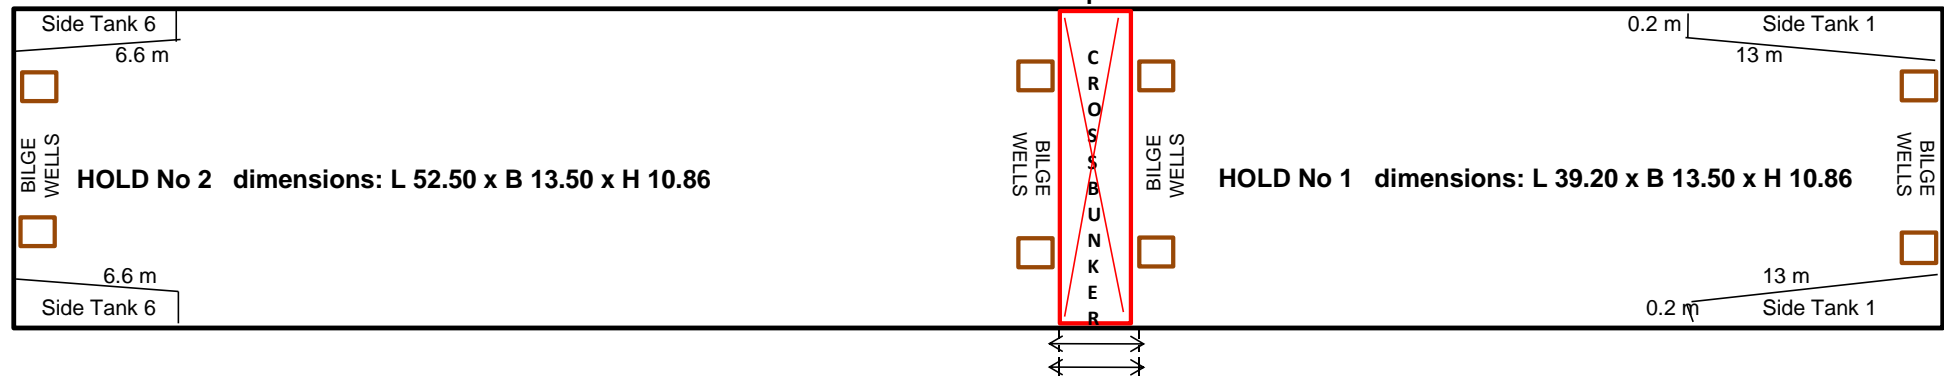 Side Tank 6
6.6 m
0.2 m
Side Tank 1
13 m
CROSSBUNKER
BILGE WELLS
HOLD No 2 dimensions: L 52.50 x B 13.50 x H 10.86
BILGE WELLS
BILGE WELLS
HOLD No 1 dimensions: L 39.20 x B 13.50 x H 10.86
BILGE WELLS
6.6 m
Side Tank 6
13 m
0.2 m
Side Tank 1